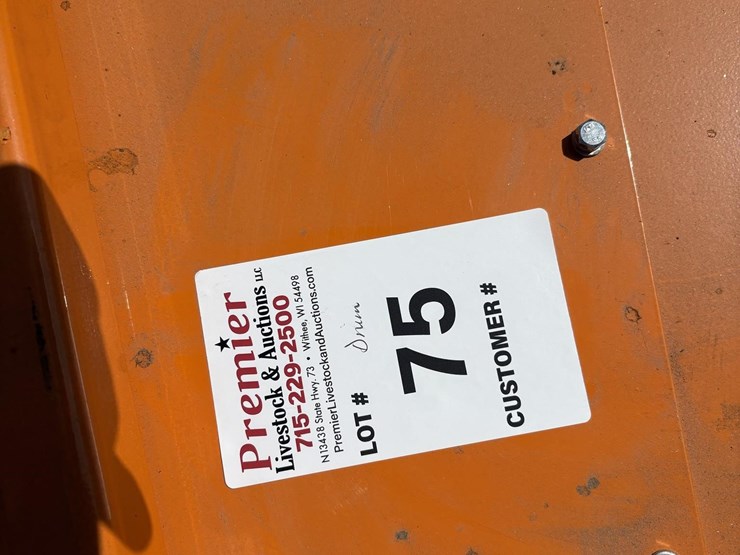 Premier
Livestock & Auctions LLC
715-229-2500
N13438 State Hwy. 73 • Withee, WI 54498
PremierLivestockandAuctions.com
LOT # Drum
75
CUSTOMER #